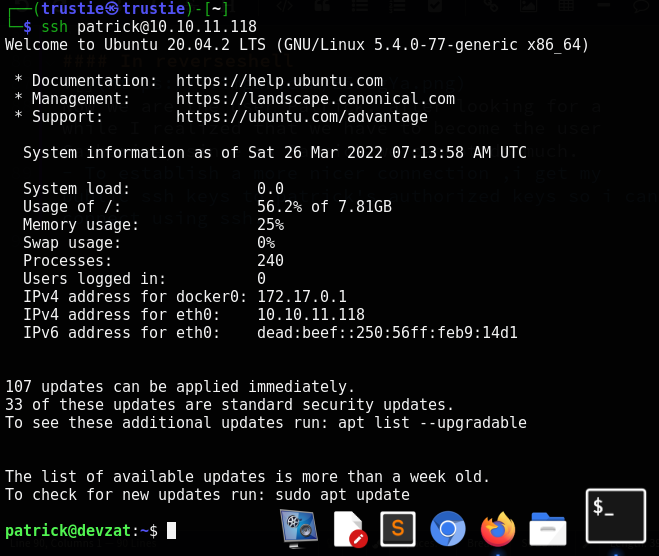 ┌──(trustie㉿trustie)-[~]
└─$ ssh patrick@10.10.11.118
Welcome to Ubuntu 20.04.2 LTS (GNU/Linux 5.4.0-77-generic x86_64)
 * Documentation:  https://help.ubuntu.com
 * Management:     https://landscape.canonical.com
 * Support:        https://ubuntu.com/advantage
  System information as of Sat 26 Mar 2022 07:13:58 AM UTC
  System load:              0.0
  Usage of /:               56.2% of 7.81GB
  Memory usage:             25%
  Swap usage:               0%
  Processes:                240
  Users logged in:          0
  IPv4 address for docker0: 172.17.0.1
  IPv4 address for eth0:    10.10.11.118
  IPv6 address for eth0:    dead:beef::250:56ff:feb9:14d1
107 updates can be applied immediately.
33 of these updates are standard security updates.
To see these additional updates run: apt list --upgradable
The list of available updates is more than a week old.
To check for new updates run: sudo apt update
patrick@devzat:~$
S
$_